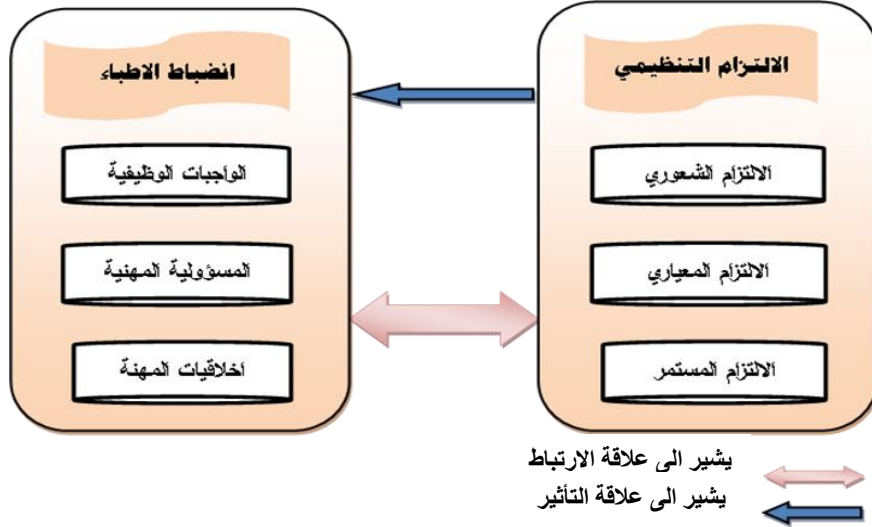 الالتزام التنظيمي
الالتزام الشعوري
الالتزام المعياري
الالتزام المستمر
انضباط الاطباء
الواجبات الوظيفية
المسؤولية المهنية
اخلاقيات المهنة
يشير الى علاقة الارتباط
يشير الى علاقة التأثير